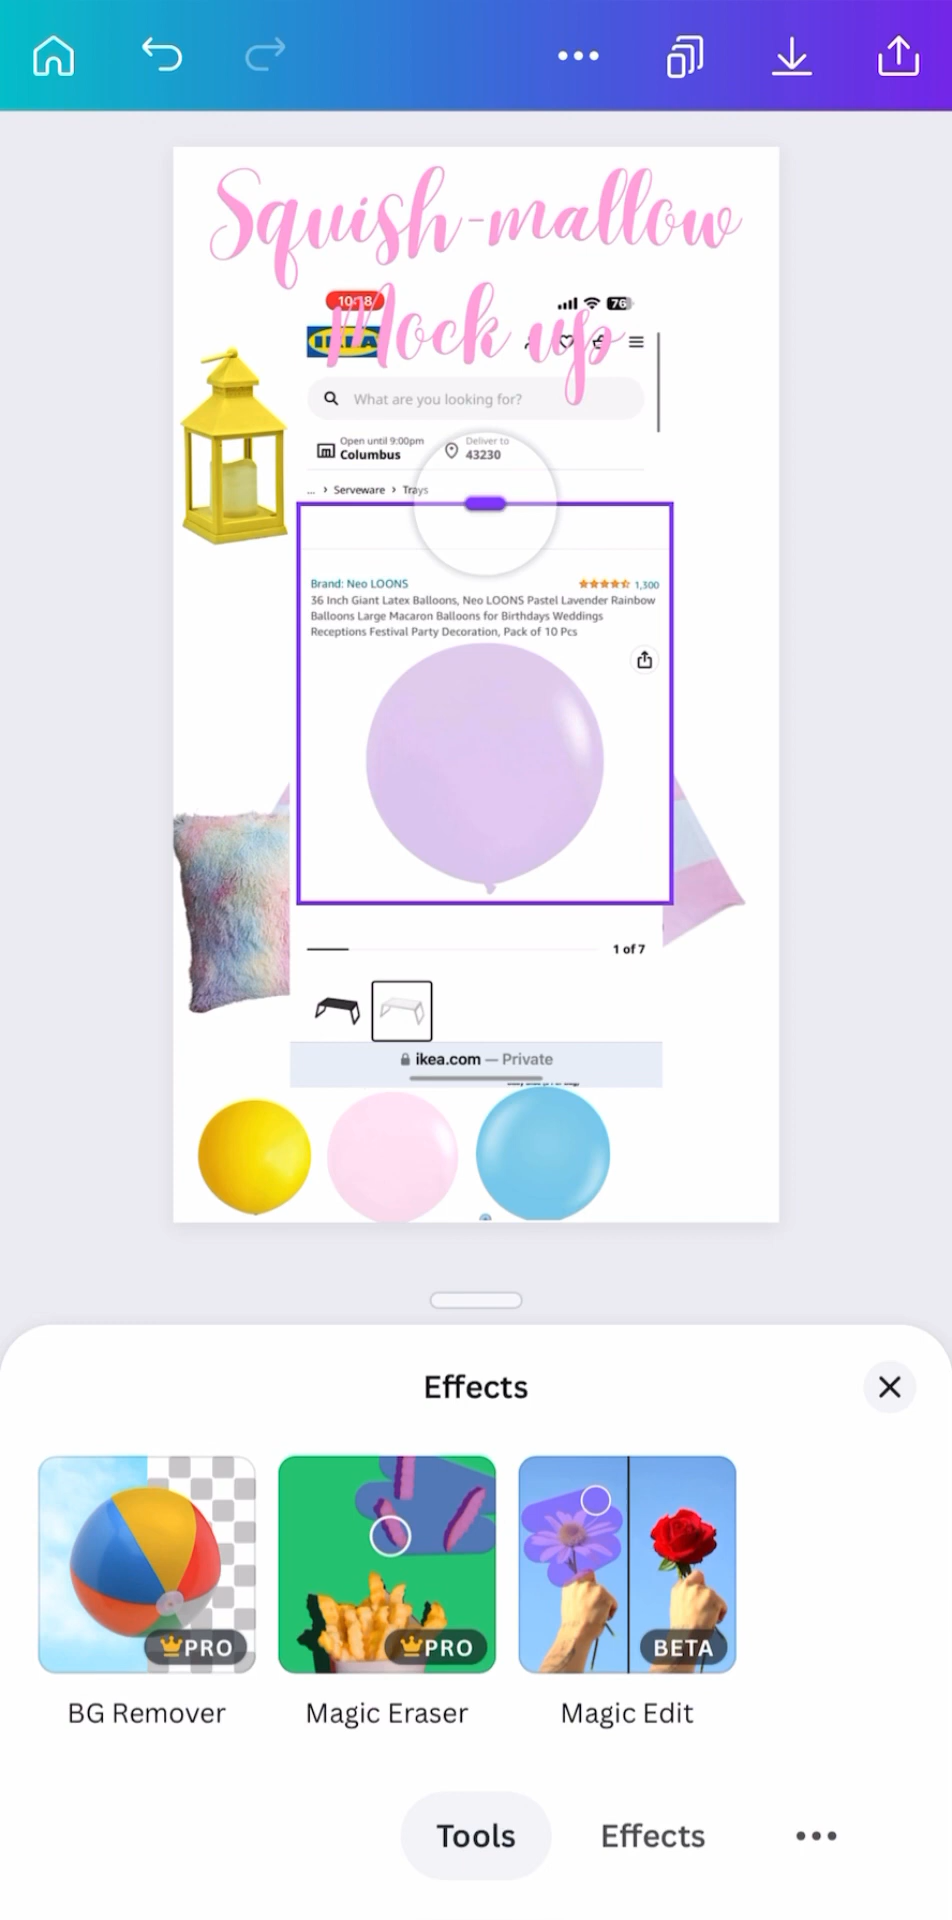 Squish-mallow
Mock up
10:18
76
IKEA
What are you looking for?
Open until 9:00pm
Columbus
Deliver to
43230
... › Serveware › Trays
Brand: Neo LOONS
1,300
36 Inch Giant Latex Balloons, Neo LOONS Pastel Lavender Rainbow
Balloons Large Macaron Balloons for Birthdays Weddings
Receptions Festival Party Decoration, Pack of 10 Pcs
1 of 7
ikea.com — Private
Effects
PRO
PRO
BETA
BG Remover
Magic Eraser
Magic Edit
Tools
Effects